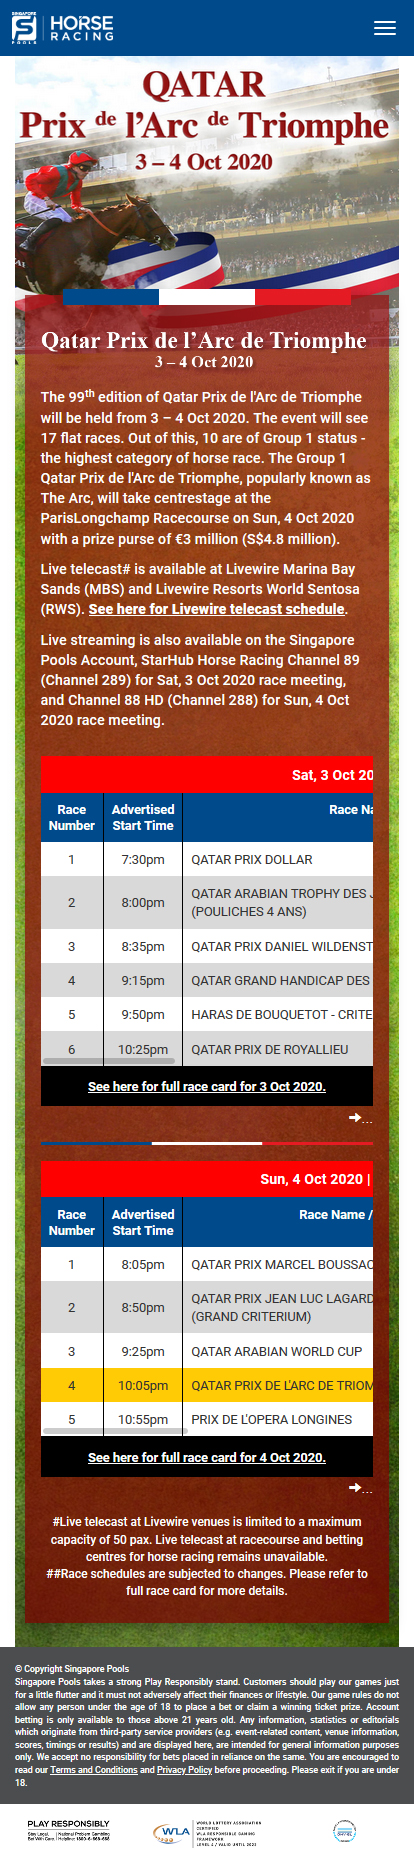 SINGAPORE
POOLS
HORSE
RACING
QATAR
Prix de l'Arc de Triomphe
3 – 4 Oct 2020
Qatar Prix de l'Arc de Triomphe
3 – 4 Oct 2020
The 99th edition of Qatar Prix de l'Arc de Triomphe
will be held from 3 – 4 Oct 2020. The event will see
17 flat races. Out of this, 10 are of Group 1 status -
the highest category of horse race. The Group 1
Qatar Prix de l'Arc de Triomphe, popularly known as
The Arc, will take centrestage at the
ParisLongchamp Racecourse on Sun, 4 Oct 2020
with a prize purse of €3 million (S$4.8 million).
Live telecast# is available at Livewire Marina Bay
Sands (MBS) and Livewire Resorts World Sentosa
(RWS). See here for Livewire telecast schedule.
Live streaming is also available on the Singapore
Pools Account, StarHub Horse Racing Channel 89
(Channel 289) for Sat, 3 Oct 2020 race meeting,
and Channel 88 HD (Channel 288) for Sun, 4 Oct
2020 race meeting.
Sat, 3 Oct 20
Race Number Advertised Start Time Race Na
1 7:30pm QATAR PRIX DOLLAR
2 8:00pm QATAR ARABIAN TROPHY DES J
(POULICHES 4 ANS)
3 8:35pm QATAR PRIX DANIEL WILDENST
4 9:15pm QATAR GRAND HANDICAP DES
5 9:50pm HARAS DE BOUQUETOT - CRITE
6 10:25pm QATAR PRIX DE ROYALLIEU
See here for full race card for 3 Oct 2020.
➜...
Sun, 4 Oct 2020 |
Race Number Advertised Start Time Race Name /
1 8:05pm QATAR PRIX MARCEL BOUSSAC
2 8:50pm QATAR PRIX JEAN LUC LAGARD
(GRAND CRITERIUM)
3 9:25pm QATAR ARABIAN WORLD CUP
4 10:05pm QATAR PRIX DE L'ARC DE TRIOM
5 10:55pm PRIX DE L'OPERA LONGINES
See here for full race card for 4 Oct 2020.
➜...
#Live telecast at Livewire venues is limited to a maximum
capacity of 50 pax. Live telecast at racecourse and betting
centres for horse racing remains unavailable.
##Race schedules are subjected to changes. Please refer to
full race card for more details.
© Copyright Singapore Pools
Singapore Pools takes a strong Play Responsibly stand. Customers should play our games just
for a little flutter and it must not adversely affect their finances or lifestyle. Our game rules do not
allow any person under the age of 18 to place a bet or claim a winning ticket prize. Account
betting is only available to those above 21 years old. Any information, statistics or editorials
which originate from third-party service providers (e.g. event-related content, venue information,
scores, timings or results) and are displayed here, are intended for general information purposes
only. We accept no responsibility for bets placed in reliance on the same. You are encouraged to
read our Terms and Conditions and Privacy Policy before proceeding. Please exit if you are under
18.
PLAY RESPONSIBLY
Stay Legal. Bet With Care. National Problem Gambling Helpline: 1800-6-668-668
WLA
WORLD LOTTERY ASSOCIATION
CERTIFIED
WLA RESPONSIBLE GAMING
FRAMEWORK
LEVEL 4 / VALID UNTIL 2023